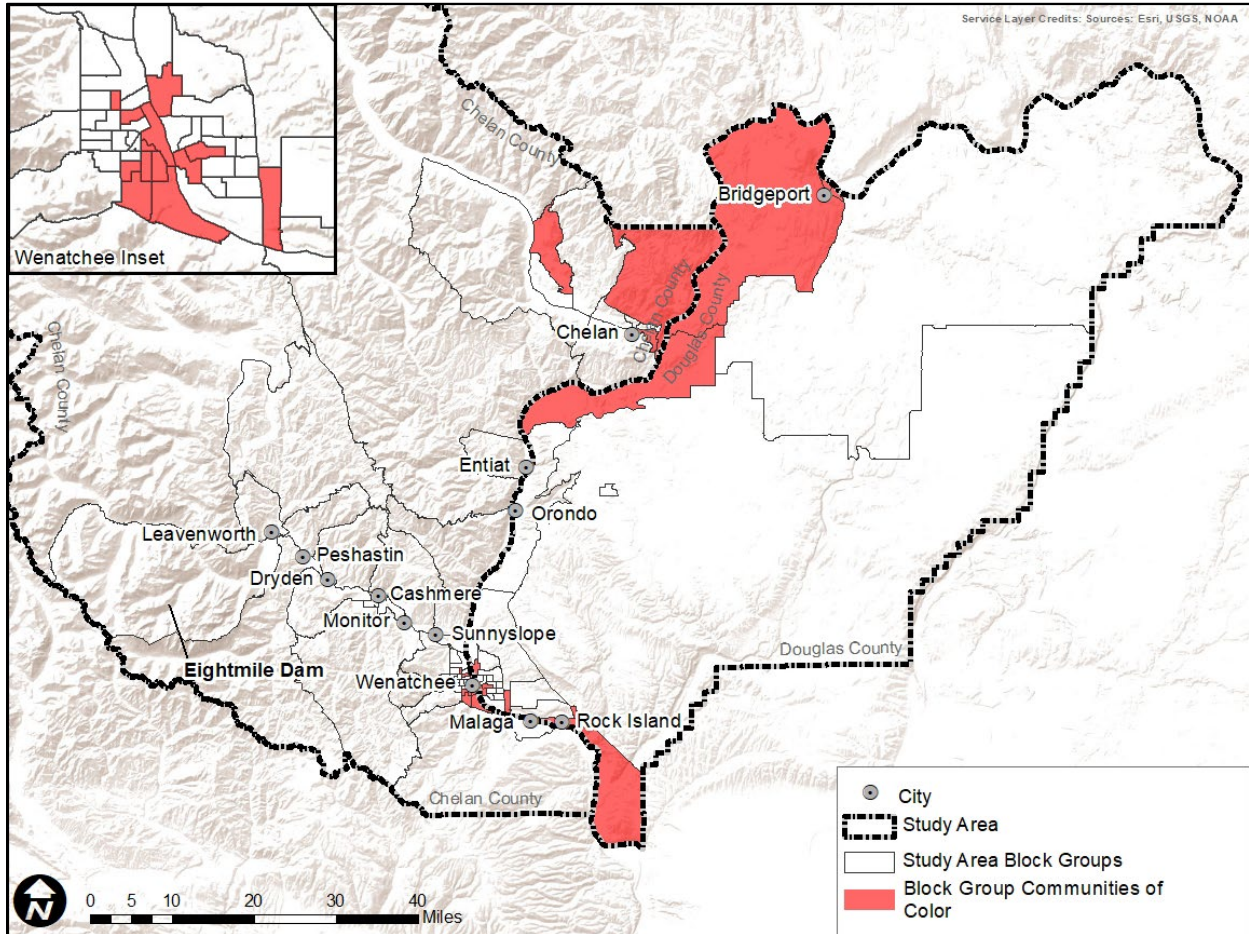 Service Layer Credits: Sources: Esri, USGS, NOAA
Wenatchee Inset
Chelan County
Bridgeport
Chelan County
Douglas County
Chelan
Chelan County
Entiat
Orondo
Leavenworth
Peshastin
Dryden
Cashmere
Monitor
Sunnyslope
Eightmile Dam
Douglas County
Wenatchee
Malaga
Rock Island
Chelan County
City
Study Area
Study Area Block Groups
Block Group Communities of
Color
N
0 5 10 20 30 40
Miles